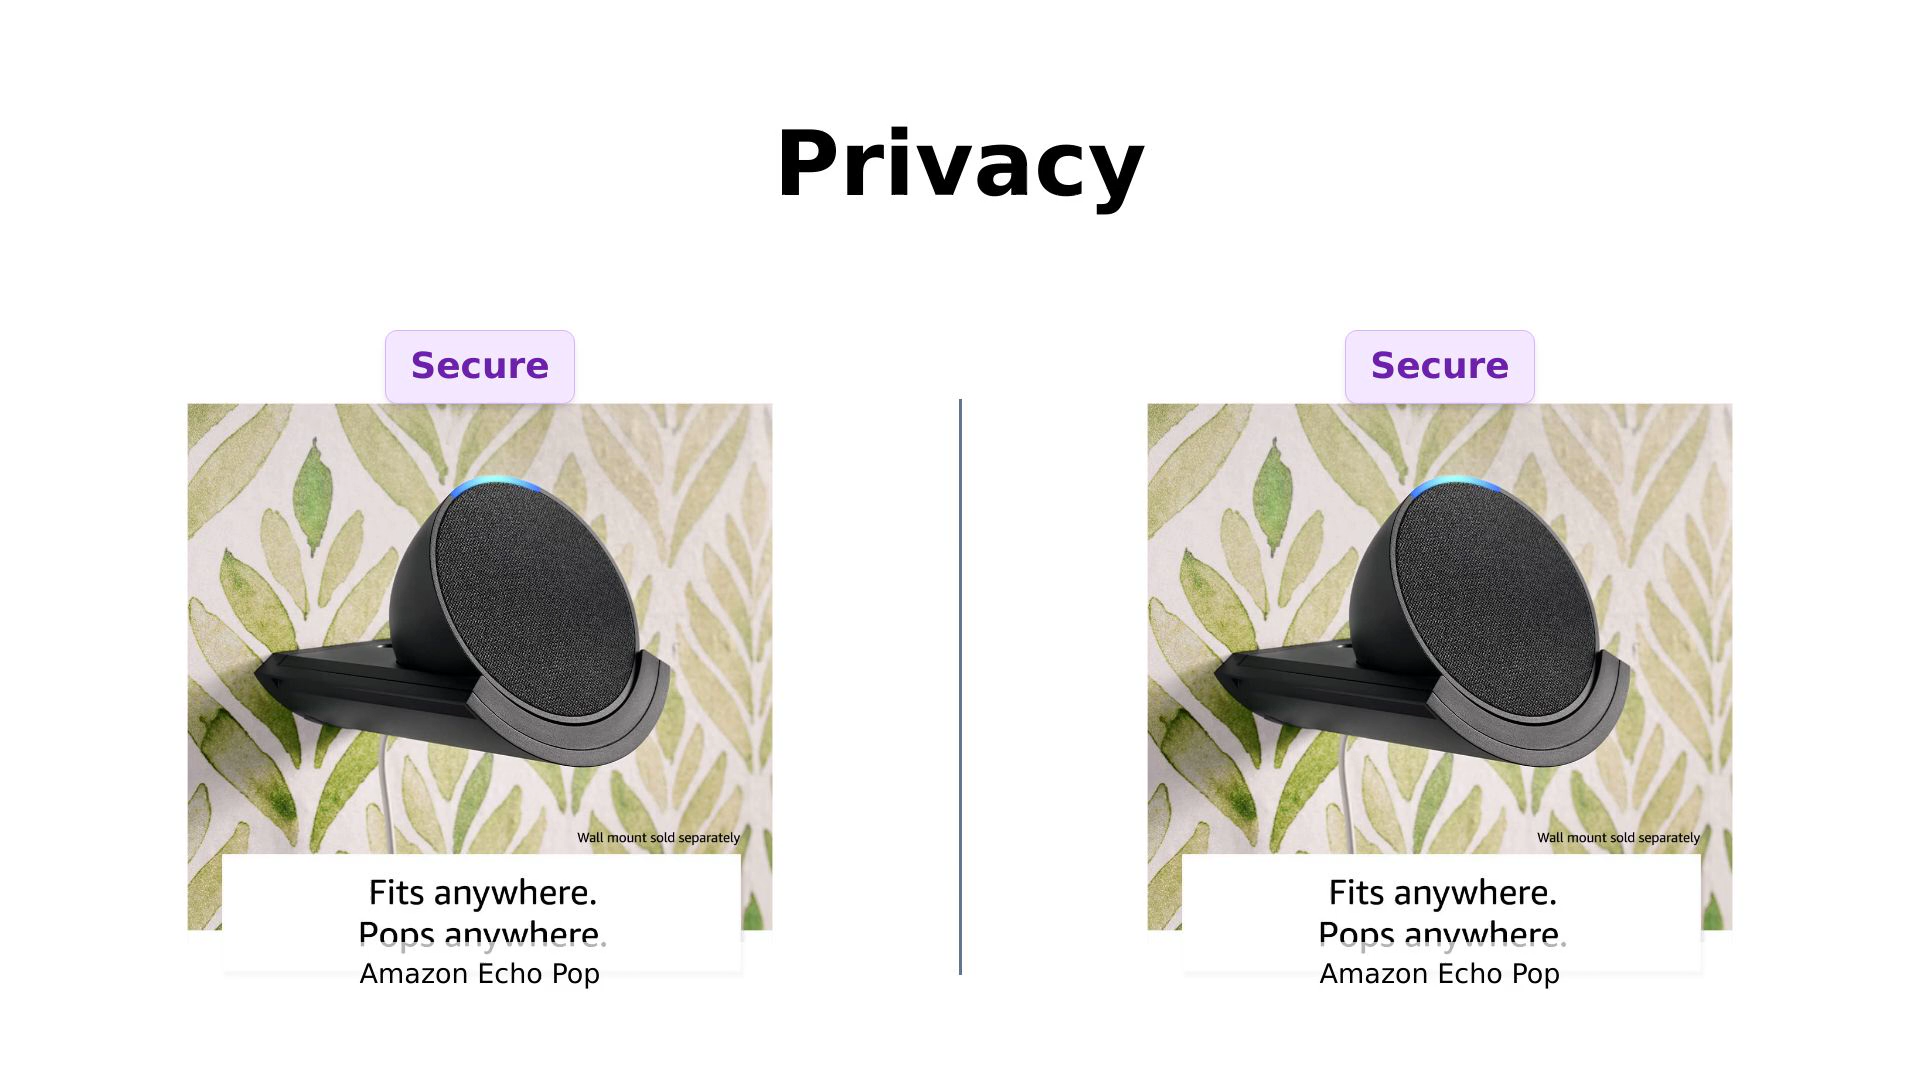 Privacy
Secure
Wall mount sold separately
Fits anywhere.
Pops anywhere.
Amazon Echo Pop
Secure
Wall mount sold separately
Fits anywhere.
Pops anywhere.
Amazon Echo Pop